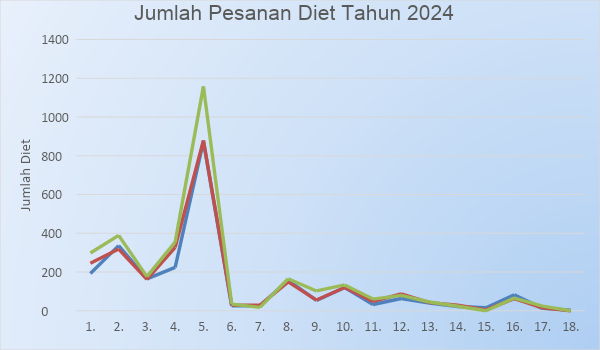 Jumlah Pesanan Diet Tahun 2024
Jumlah Diet
1400
1200
1000
800
600
400
200
0
1. 2. 3. 4. 5. 6. 7. 8. 9. 10. 11. 12. 13. 14. 15. 16. 17. 18.